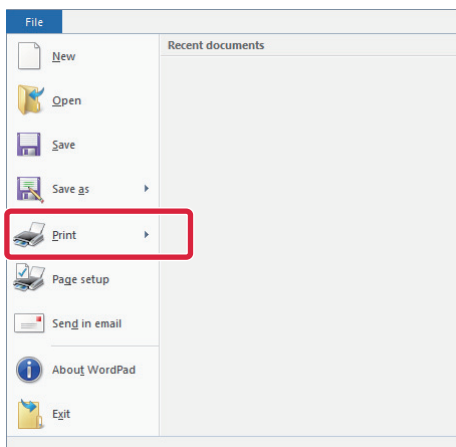 File
Recent documents
New
Open
Save
Save as
Print
Page setup
Send in email
About WordPad
Exit